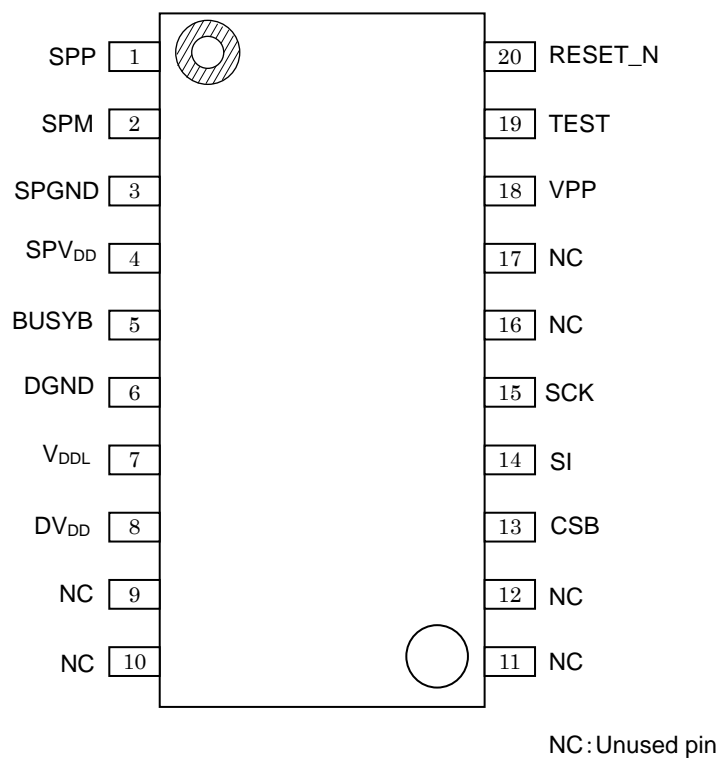 SPP 1 20 RESET_N
SPM 2 19 TEST
SPGND 3 18 VPP
SPVDD 4 17 NC
BUSYB 5 16 NC
DGND 6 15 SCK
VDDL 7 14 SI
DVDD 8 13 CSB
NC 9 12 NC
NC 10 11 NC
NC:Unused pin